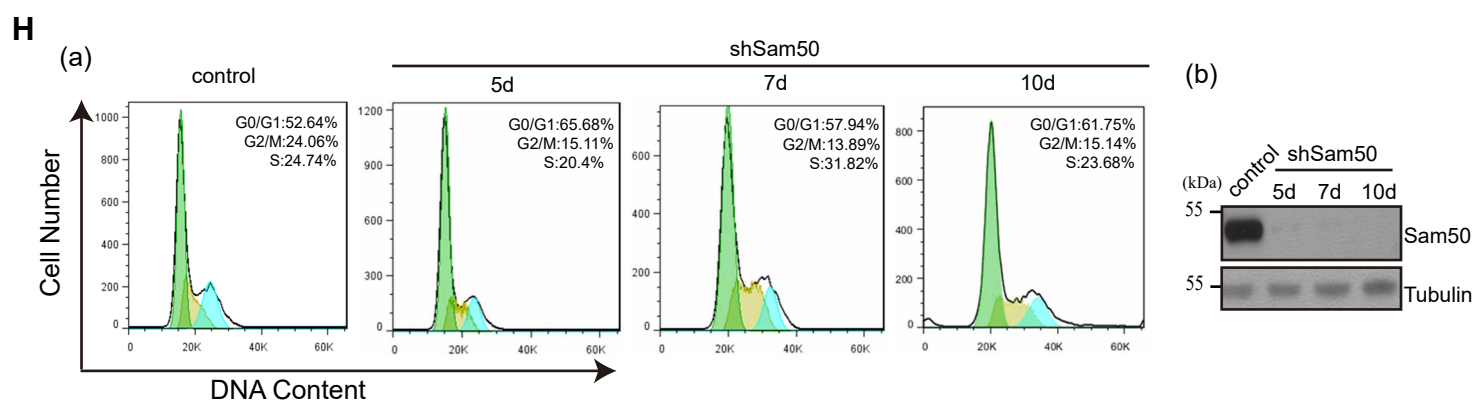 H
(a)
shSam50
control
5d
7d
10d
1000
800
600
400
200
0
0
20K
40K
60K
G0/G1:52.64%
G2/M:24.06%
S:24.74%
1200
900
600
300
0
0
20K
40K
60K
G0/G1:65.68%
G2/M:15.11%
S:20.4%
600
400
200
0
0
20K
40K
60K
G0/G1:57.94%
G2/M:13.89%
S:31.82%
800
600
400
200
0
0
20K
40K
60K
G0/G1:61.75%
G2/M:15.14%
S:23.68%
Cell Number
DNA Content
(b)
control
shSam50
(kDa)
5d
7d
10d
55
Sam50
55
Tubulin